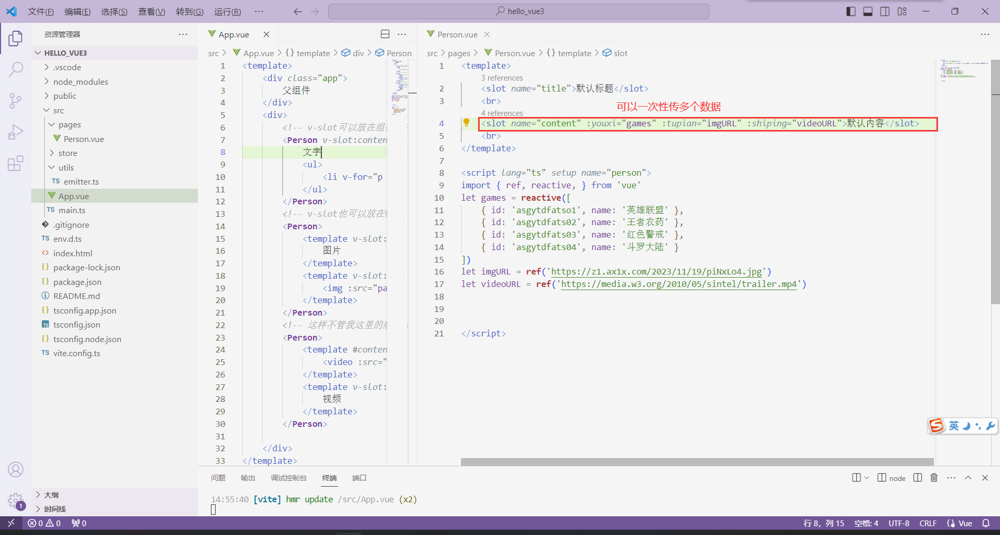 文件(F) 编辑(E) 选择(S) 查看(V) 转到(G) 运行(R) ··· hello_vue3
资源管理器 ···
HELLO_VUE3
.vscode
node_modules
public
src
pages
Person.vue
store
utils
TS emitter.ts
App.vue
TS main.ts
.gitignore
TS env.d.ts
<> index.html
{} package-lock.json
{} package.json
README.md
{} tsconfig.app.json
TS tsconfig.json
{} tsconfig.node.json
TS vite.config.ts
大纲
时间线
1
App.vue
src > App.vue > {} template > div > Person
1 <template>
2 <div class="app">
3 父组件
4 </div>
5 <div>
6 <!-- v-slot可以放在组
7 <Person v-slot:conten
8 文字
9 <ul>
10 <li v-for="p
11 </ul>
12 </Person>
13 <!-- v-slot也可以放在
14 <Person>
15 <template v-slot:
16 图片
17 </template>
18 <template v-slot:
19 <img :src="pa
20 </template>
21 </Person>
22 <!-- 这样不管我这里的
23 <Person>
24 <template #conten
25 <video :src="
26 </template>
27 <template v-slot:
28 视频
29 </template>
30 </Person>
31
32 </div>
33 </template>
Person.vue
src > pages > Person.vue > {} template > slot
1 <template>
3 references
2 <slot name="title">默认标题</slot>
3 <br>
可以一次性传多个数据
4 references
4 <slot name="content" :youxi="games" :tupian="imgURL" :shiping="videoURL">默认内容</slot>
5 <br>
6 </template>
7
8 <script lang="ts" setup name="person">
9 import { ref, reactive, } from 'vue'
10 let games = reactive([
11 { id: 'asgytdfatso1', name: '英雄联盟' },
12 { id: 'asgytdfats02', name: '王者农药' },
13 { id: 'asgytdfats03', name: '红色警戒' },
14 { id: 'asgytdfats04', name: '斗罗大陆' }
15 ])
16 let imgURL = ref('https://z1.ax1x.com/2023/11/19/piNxLo4.jpg')
17 let videoURL = ref('https://media.w3.org/2010/05/sintel/trailer.mp4')
18
19
20
21 </script>
英
问题 输出 调试控制台 终端 端口 node
14:55:40 [vite] hmr update /src/App.vue (x2)
0 0 0 行 8，列 15 空格: 4 UTF-8 CRLF {} Vue